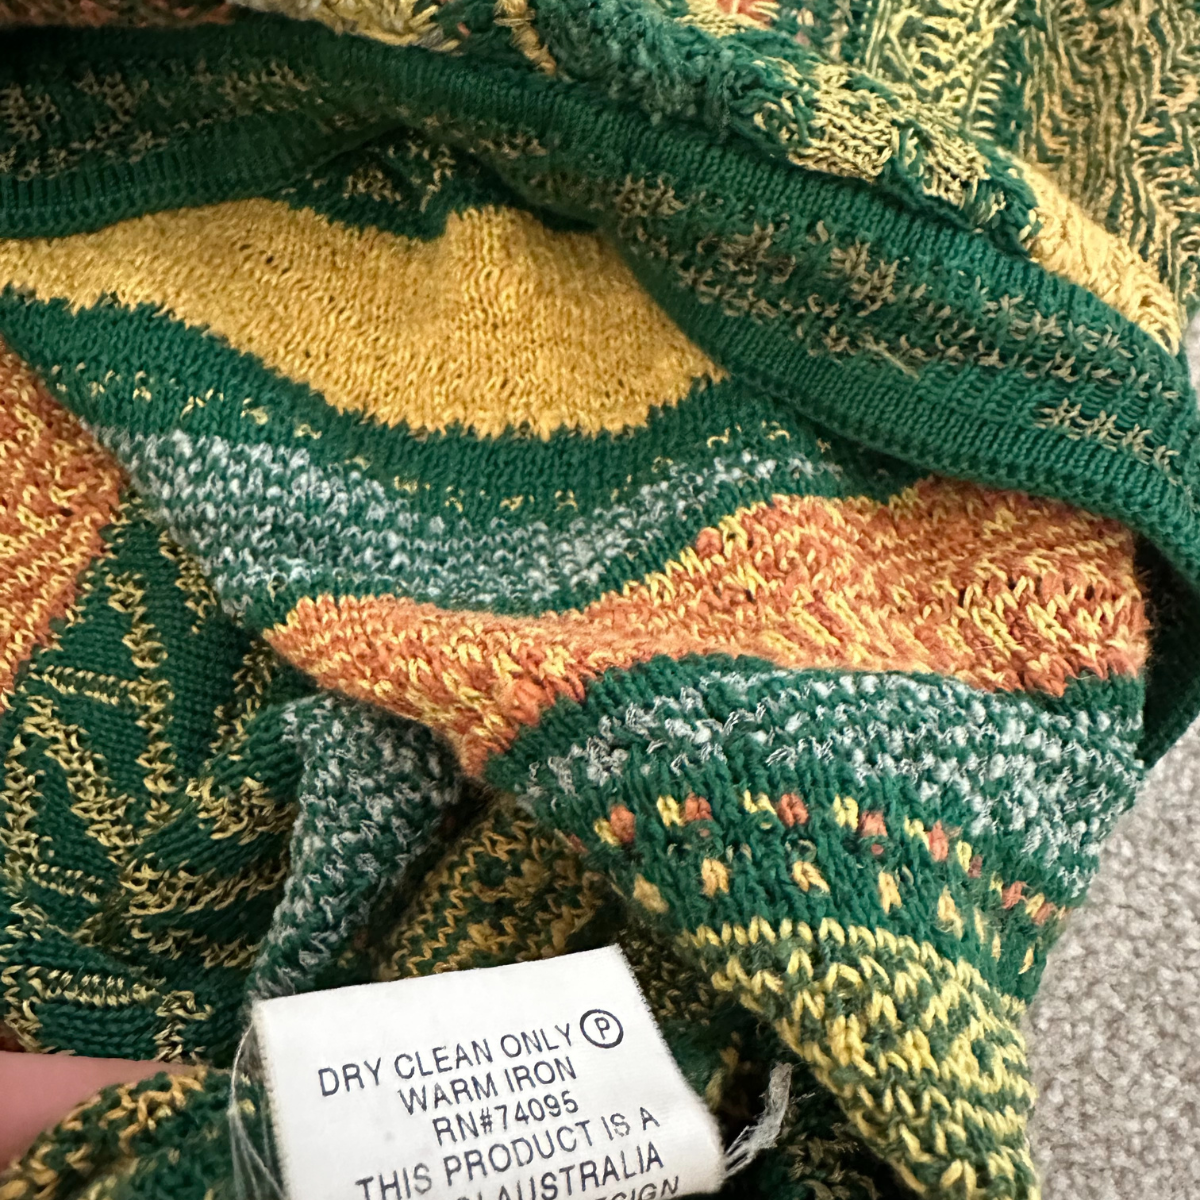 DRY CLEAN ONLY Ⓟ
WARM IRON
RN#74095
THIS PRODUCT IS A
AUSTRALIA